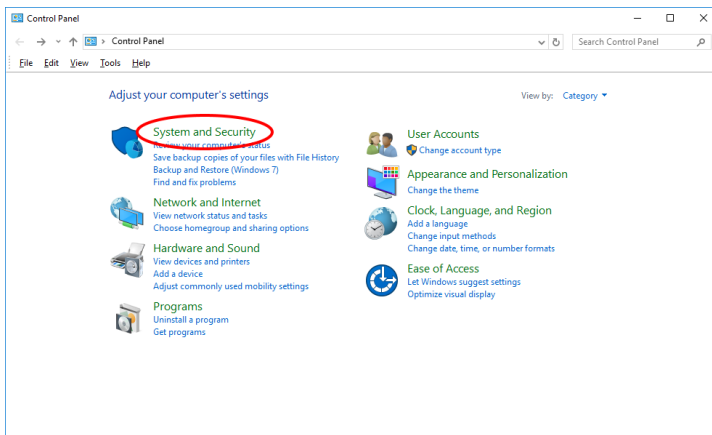 Control Panel
Control Panel
Search Control Panel
File Edit View Tools Help
Adjust your computer's settings
View by: Category
System and Security
Review your computer's status
Save backup copies of your files with File History
Backup and Restore (Windows 7)
Find and fix problems
Network and Internet
View network status and tasks
Choose homegroup and sharing options
Hardware and Sound
View devices and printers
Add a device
Adjust commonly used mobility settings
Programs
Uninstall a program
Get programs
User Accounts
Change account type
Appearance and Personalization
Change the theme
Clock, Language, and Region
Add a language
Change input methods
Change date, time, or number formats
Ease of Access
Let Windows suggest settings
Optimize visual display